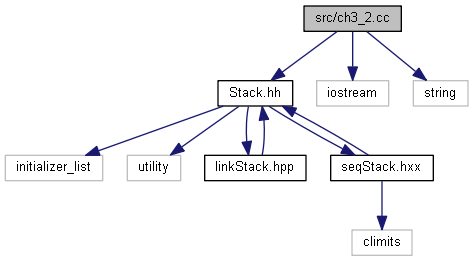 src/ch3_2.cc
Stack.hh
iostream
string
initializer_list
utility
linkStack.hpp
seqStack.hxx
climits